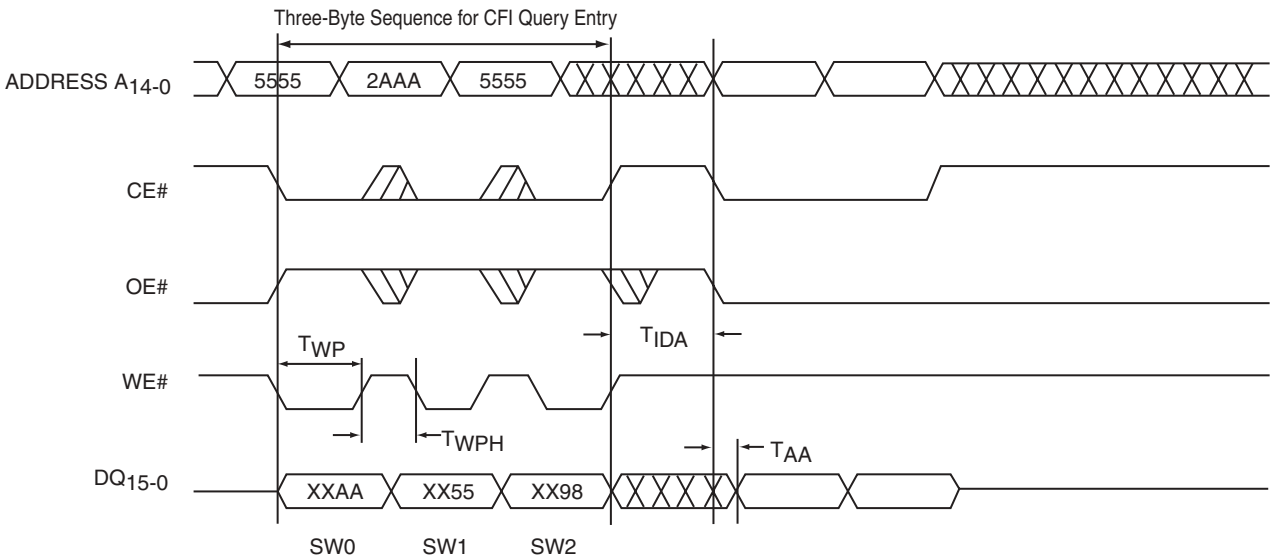 Three-Byte Sequence for CFI Query Entry
ADDRESS A14-0
5555 2AAA 5555
CE#
OE#
TIDA
TWP
WE#
TWPH
TAA
DQ15-0
XXAA XX55 XX98
SW0 SW1 SW2